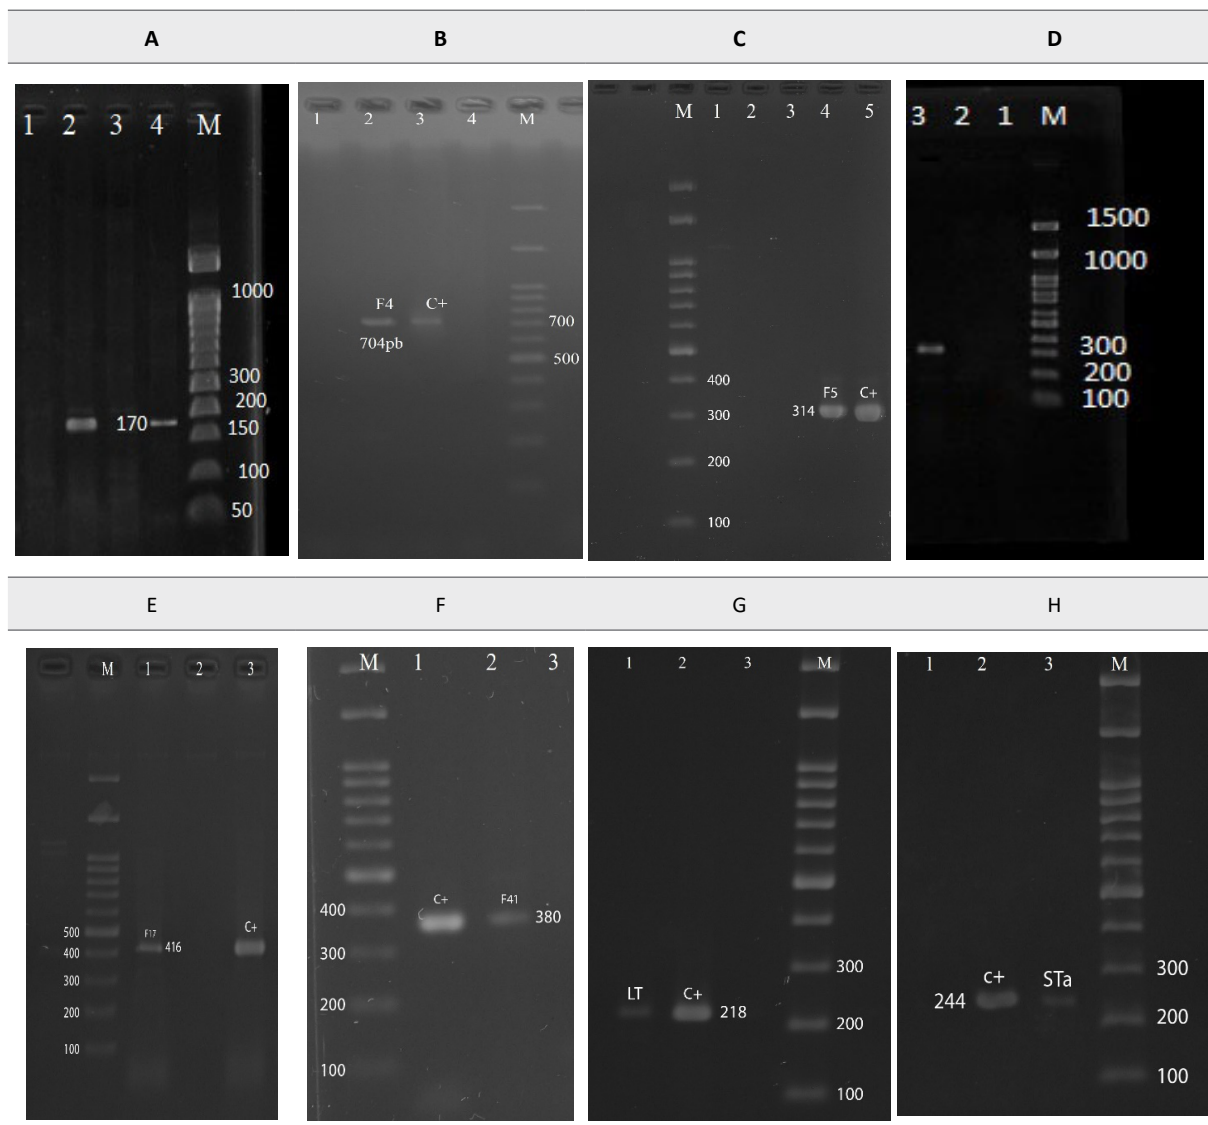 A B C D
1 2 3 4 M
1000
300
200
170
150
100
50
1 2 3 4 M
F4 C+
700
704pb
500
M 1 2 3 4 5
400
F5 C+
314
300
200
100
3 2 1 M
1500
1000
300
200
100
E F G H
M 1 2 3
C+
500
F17
416
400
300
200
100
M 1 2 3
C+ F41
400
380
300
200
100
1 2 3 M
300
LT C+
218
200
100
1 2 3 M
300
c+ STa
244
200
100